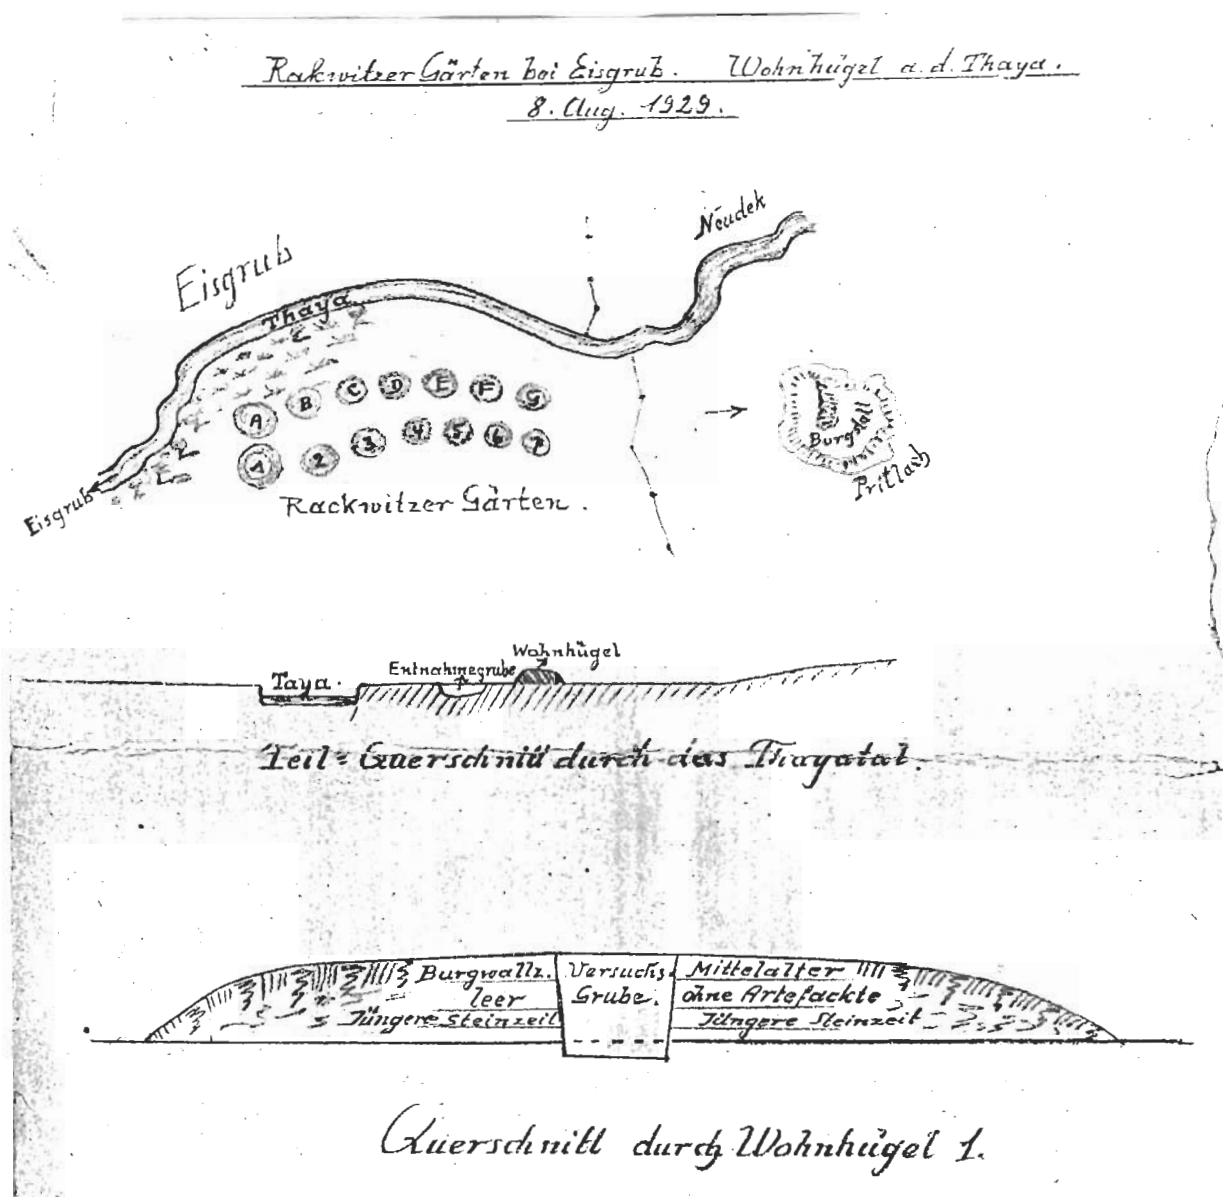 Rakwitzer Gärten bei Eisgrub. Wohnhügel a. d. Thaya.
8. Aug. 1929.
Neudek
Eisgrub
Thaya
A B C D E F G
1 2 3 4 5 6 7
Burgstall
Pritlach
Eisgrub
Rackwitzer Gärten.
Wohnhügel
Entnahmegrube
Taya.
Teil=Querschnitt durch das Thayatal.
Burgwallz. Versuchs Mittelalter
leer Grube. ohne Artefackte
Jüngere Steinzeit Jüngere Steinzeit
Querschnitt durch Wohnhügel 1.